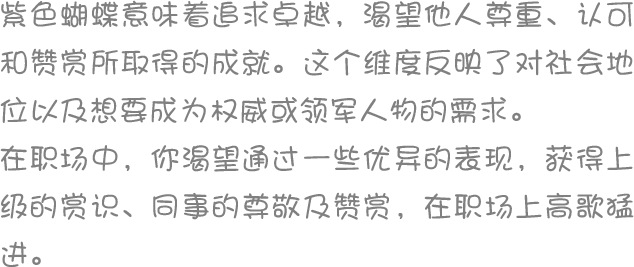 紫色蝴蝶意味着追求卓越，渴望他人尊重、认可
和赞赏所取得的成就。这个维度反映了对社会地
位以及想要成为权威或领军人物的需求。
在职场中，你渴望通过一些优异的表现，获得上
级的赏识、同事的尊敬及赞赏，在职场上高歌猛
进。